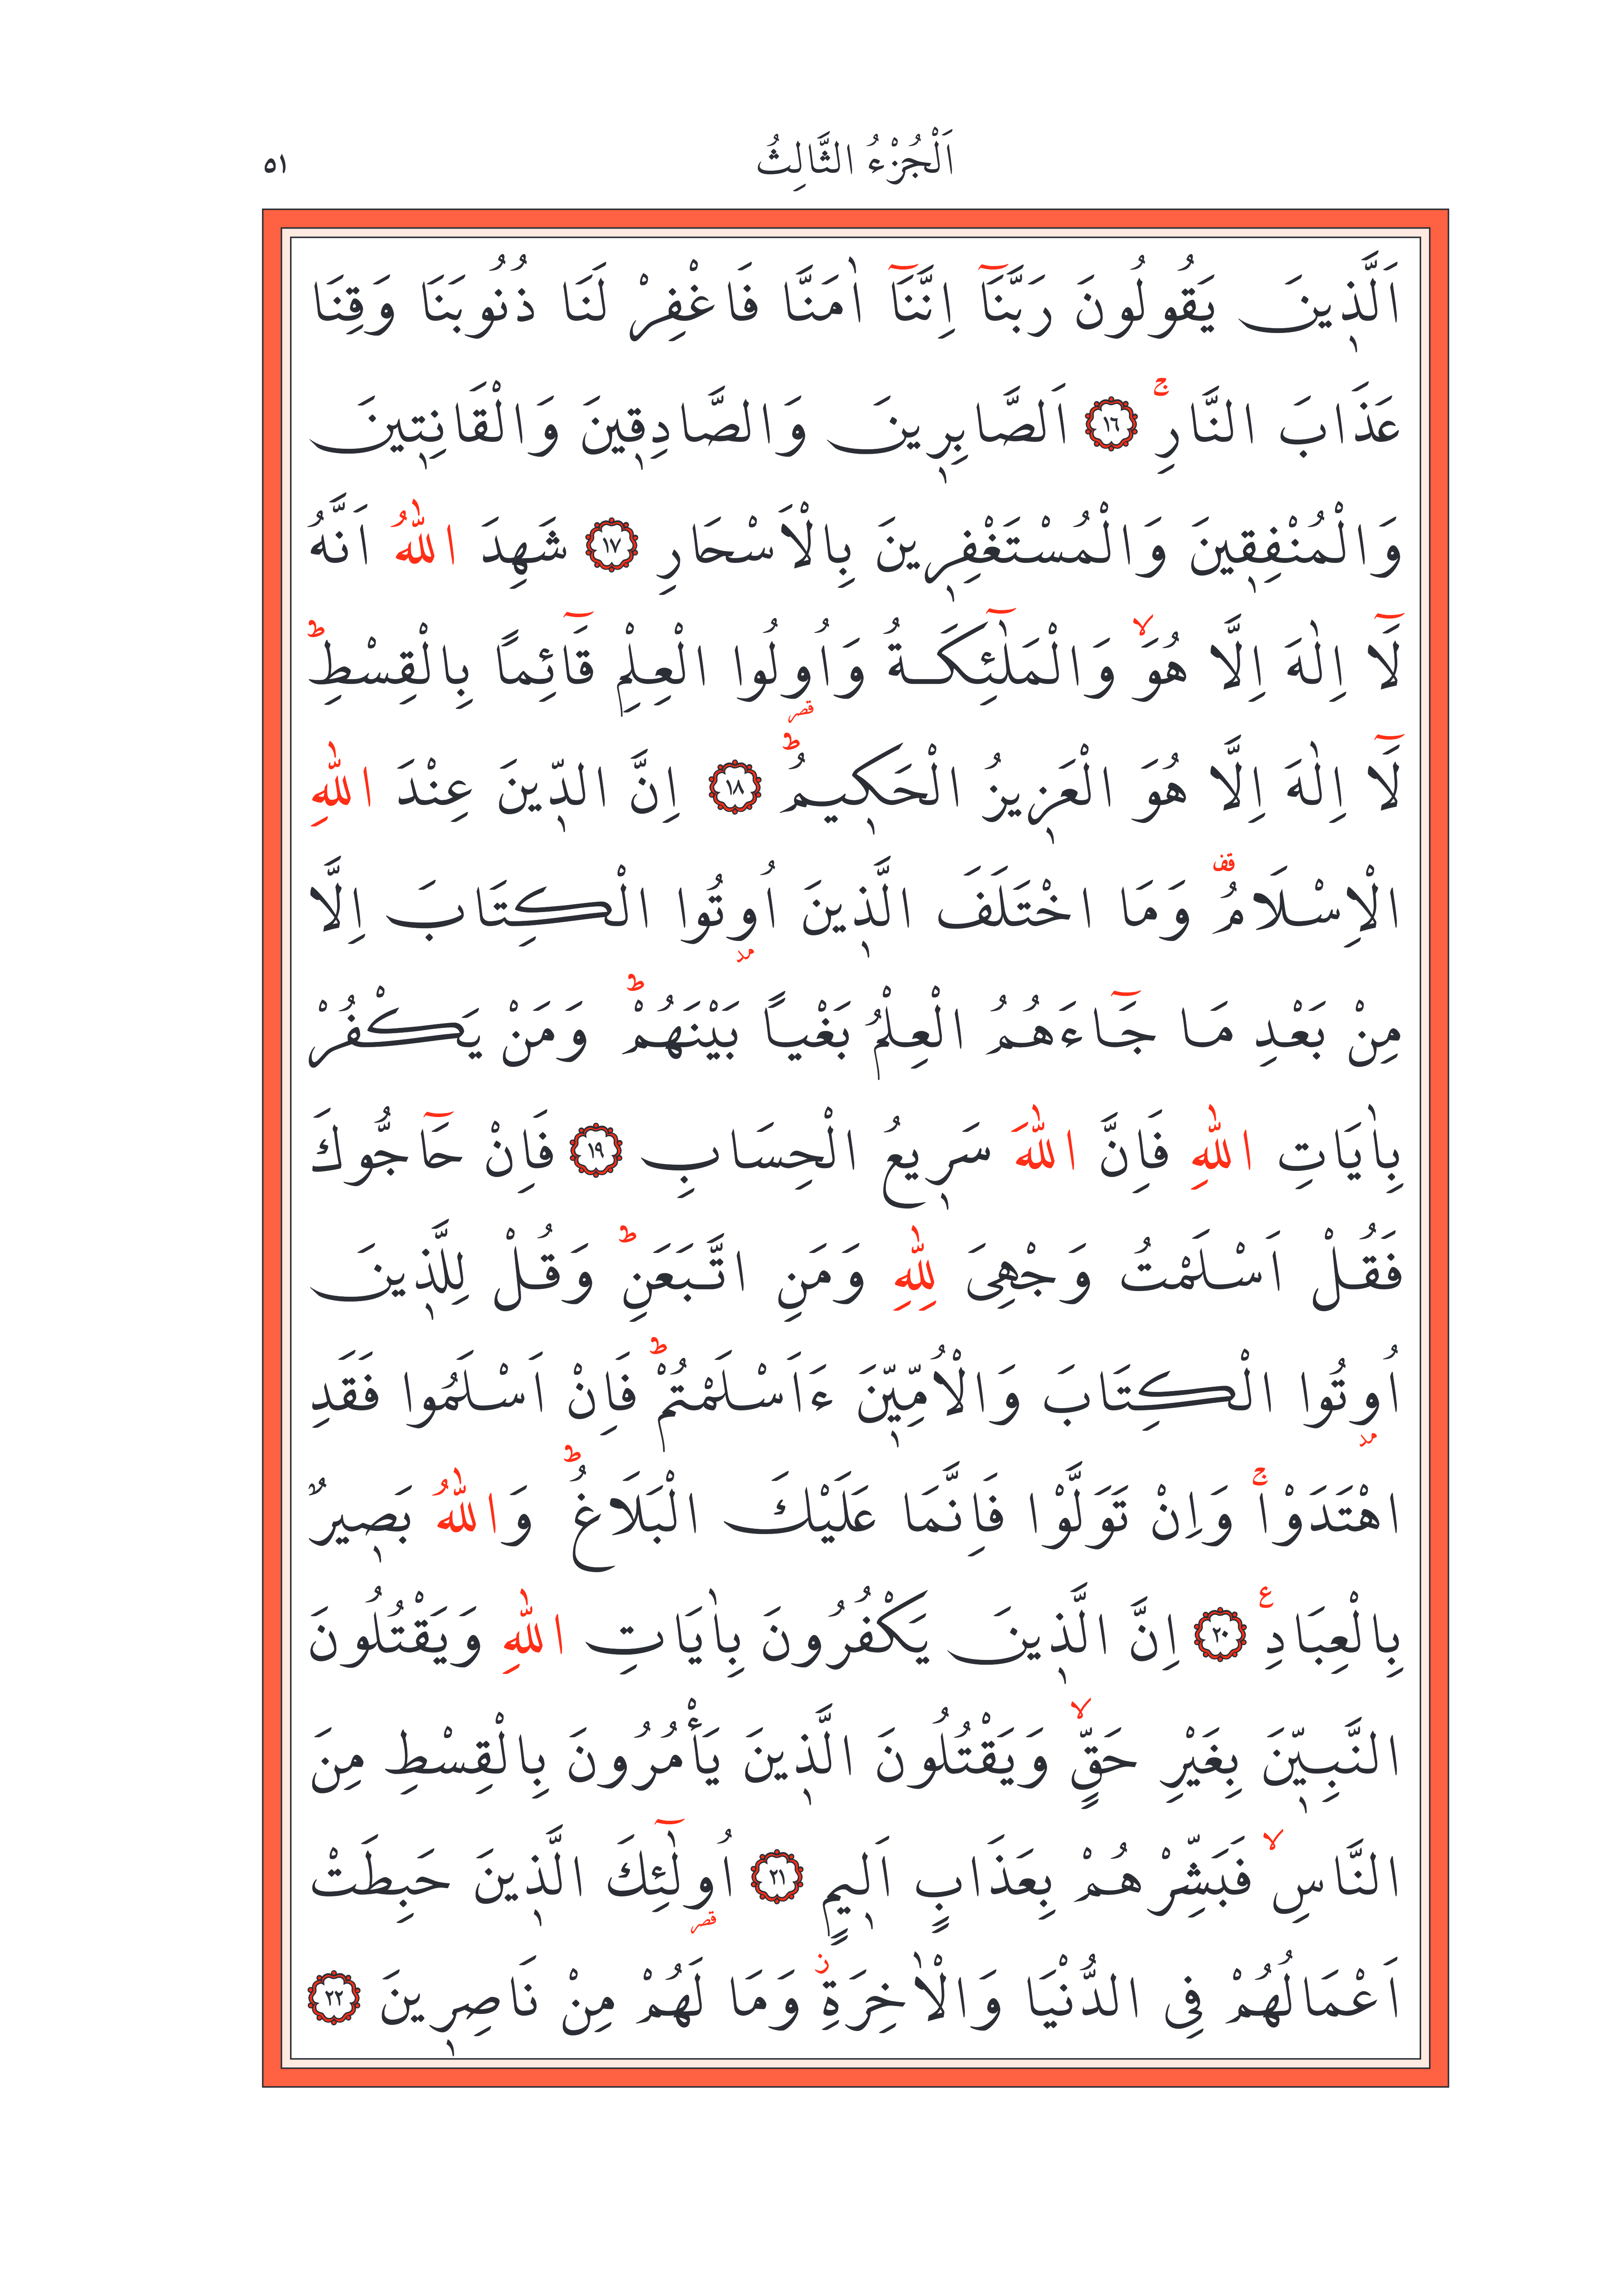 اَلْجُزْءُ الثَّالِثُ
٥١
اَلَّذ۪ينَ يَقُولُونَ رَبَّنَٓا اِنَّنَٓا اٰمَنَّا فَاغْفِرْ لَنَا ذُنُوبَنَا وَقِنَا
عَذَابَ النَّارِۚ ﴿١٦﴾ اَلصَّابِر۪ينَ وَالصَّادِق۪ينَ وَالْقَانِت۪ينَ
وَالْمُنْفِق۪ينَ وَالْمُسْتَغْفِر۪ينَ بِالْاَسْحَارِ ﴿١٧﴾ شَهِدَ اللّٰهُ اَنَّهُ
لَٓا اِلٰهَ اِلَّا هُوَۙ وَالْمَلٰٓئِكَةُ وَاُو۬لُوا الْعِلْمِ قَٓائِمًا بِالْقِسْطِۜ
لَٓا اِلٰهَ اِلَّا هُوَ الْعَز۪يزُ الْحَك۪يمُۜ ﴿١٨﴾ اِنَّ الدّ۪ينَ عِنْدَ اللّٰهِ
الْاِسْلَامُ۠ وَمَا اخْتَلَفَ الَّذ۪ينَ اُو۫تُوا الْكِتَابَ اِلَّا
مِنْ بَعْدِ مَا جَٓاءَهُمُ الْعِلْمُ بَغْيًا بَيْنَهُمْۜ وَمَنْ يَكْفُرْ
بِاٰيَاتِ اللّٰهِ فَاِنَّ اللّٰهَ سَر۪يعُ الْحِسَابِ ﴿١٩﴾ فَاِنْ حَٓاجُّوكَ
فَقُلْ اَسْلَمْتُ وَجْهِيَ لِلّٰهِ وَمَنِ اتَّبَعَنِۜ وَقُلْ لِلَّذ۪ينَ
اُو۫تُوا الْكِتَابَ وَالْاُمِّيّ۪نَ ءَاَسْلَمْتُمْۜ فَاِنْ اَسْلَمُوا فَقَدِ
اهْتَدَوْاۚ وَاِنْ تَوَلَّوْا فَاِنَّمَا عَلَيْكَ الْبَلَاغُۜ وَاللّٰهُ بَص۪يرٌ
بِالْعِبَادِ۟ ﴿٢٠﴾ اِنَّ الَّذ۪ينَ يَكْفُرُونَ بِاٰيَاتِ اللّٰهِ وَيَقْتُلُونَ
النَّبِيّ۪نَ بِغَيْرِ حَقٍّۙ وَيَقْتُلُونَ الَّذ۪ينَ يَأْمُرُونَ بِالْقِسْطِ مِنَ
النَّاسِۙ فَبَشِّرْهُمْ بِعَذَابٍ اَل۪يمٍ ﴿٢١﴾ اُو۬لٰٓئِكَ الَّذ۪ينَ حَبِطَتْ
اَعْمَالُهُمْ فِي الدُّنْيَا وَالْاٰخِرَةِۘ وَمَا لَهُمْ مِنْ نَاصِر۪ينَ ﴿٢٢﴾